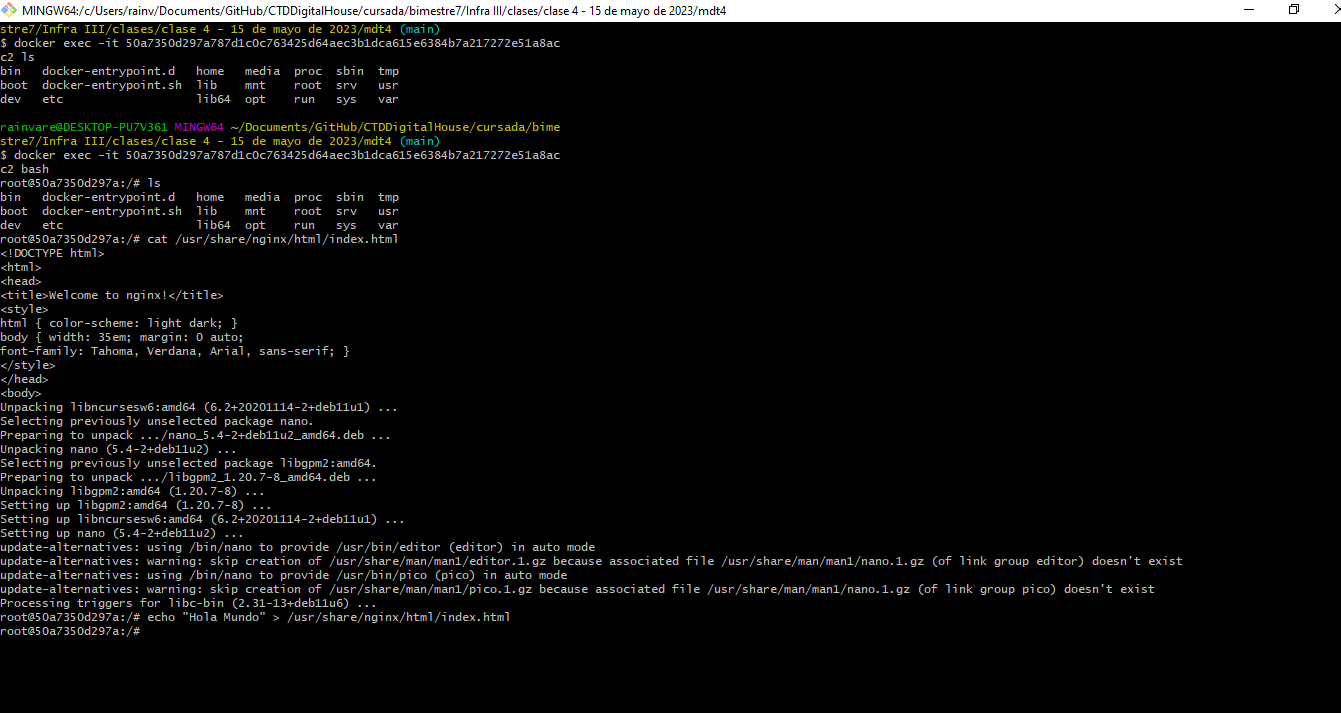 MINGW64:/c/Users/rainv/Documents/GitHub/CTDDigitalHouse/cursada/bimestre7/Infra III/clases/clase 4 - 15 de mayo de 2023/mdt4
stre7/Infra III/clases/clase 4 - 15 de mayo de 2023/mdt4 (main)
$ docker exec -it 50a7350d297a787d1c0c763425d64aec3b1dca615e6384b7a217272e51a8ac
c2 ls
bin   docker-entrypoint.d   home   media  proc  sbin  tmp
boot  docker-entrypoint.sh  lib    mnt    root  srv   usr
dev   etc                   lib64  opt    run   sys   var
rainvare@DESKTOP-PU7V361 MINGW64 ~/Documents/GitHub/CTDDigitalHouse/cursada/bime
stre7/Infra III/clases/clase 4 - 15 de mayo de 2023/mdt4 (main)
$ docker exec -it 50a7350d297a787d1c0c763425d64aec3b1dca615e6384b7a217272e51a8ac
c2 bash
root@50a7350d297a:/# ls
bin   docker-entrypoint.d   home   media  proc  sbin  tmp
boot  docker-entrypoint.sh  lib    mnt    root  srv   usr
dev   etc                   lib64  opt    run   sys   var
root@50a7350d297a:/# cat /usr/share/nginx/html/index.html
<!DOCTYPE html>
<html>
<head>
<title>Welcome to nginx!</title>
<style>
html { color-scheme: light dark; }
body { width: 35em; margin: 0 auto;
font-family: Tahoma, Verdana, Arial, sans-serif; }
</style>
</head>
<body>
Unpacking libncursesw6:amd64 (6.2+20201114-2+deb11u1) ...
Selecting previously unselected package nano.
Preparing to unpack .../nano_5.4-2+deb11u2_amd64.deb ...
Unpacking nano (5.4-2+deb11u2) ...
Selecting previously unselected package libgpm2:amd64.
Preparing to unpack .../libgpm2_1.20.7-8_amd64.deb ...
Unpacking libgpm2:amd64 (1.20.7-8) ...
Setting up libgpm2:amd64 (1.20.7-8) ...
Setting up libncursesw6:amd64 (6.2+20201114-2+deb11u1) ...
Setting up nano (5.4-2+deb11u2) ...
update-alternatives: using /bin/nano to provide /usr/bin/editor (editor) in auto mode
update-alternatives: warning: skip creation of /usr/share/man/man1/editor.1.gz because associated file /usr/share/man/man1/nano.1.gz (of link group editor) doesn't exist
update-alternatives: using /bin/nano to provide /usr/bin/pico (pico) in auto mode
update-alternatives: warning: skip creation of /usr/share/man/man1/pico.1.gz because associated file /usr/share/man/man1/nano.1.gz (of link group pico) doesn't exist
Processing triggers for libc-bin (2.31-13+deb11u6) ...
root@50a7350d297a:/# echo "Hola Mundo" > /usr/share/nginx/html/index.html
root@50a7350d297a:/#